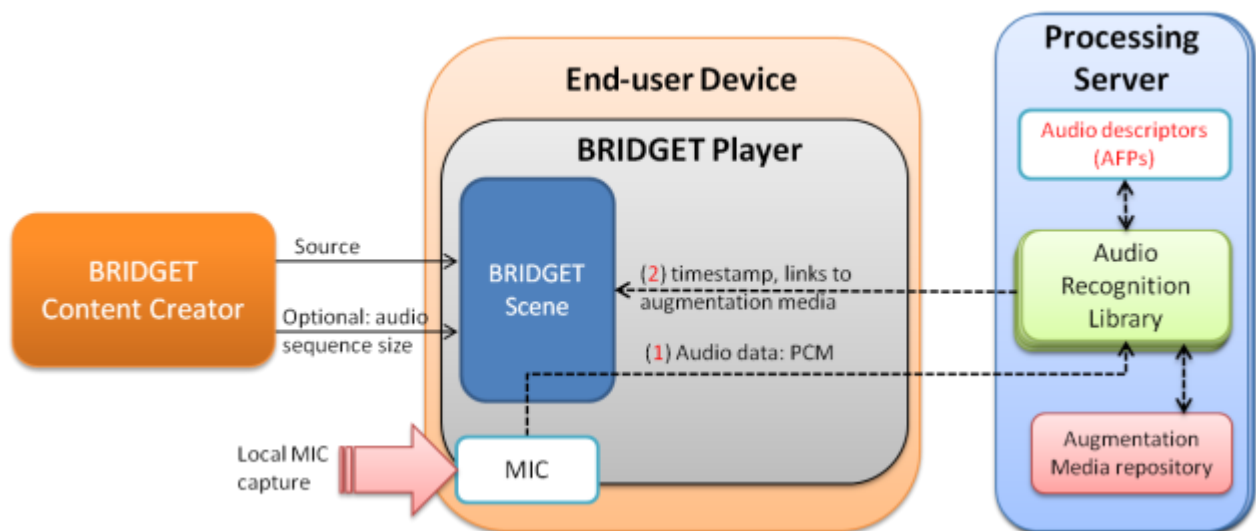 End-user Device
BRIDGET Player
BRIDGET
Content Creator
Source
Optional: audio
sequence size
BRIDGET
Scene
(2) timestamp, links to
augmentation media
(1) Audio data: PCM
Local MIC
capture
MIC
Processing
Server
Audio descriptors
(AFPs)
Audio
Recognition
Library
Augmentation
Media repository